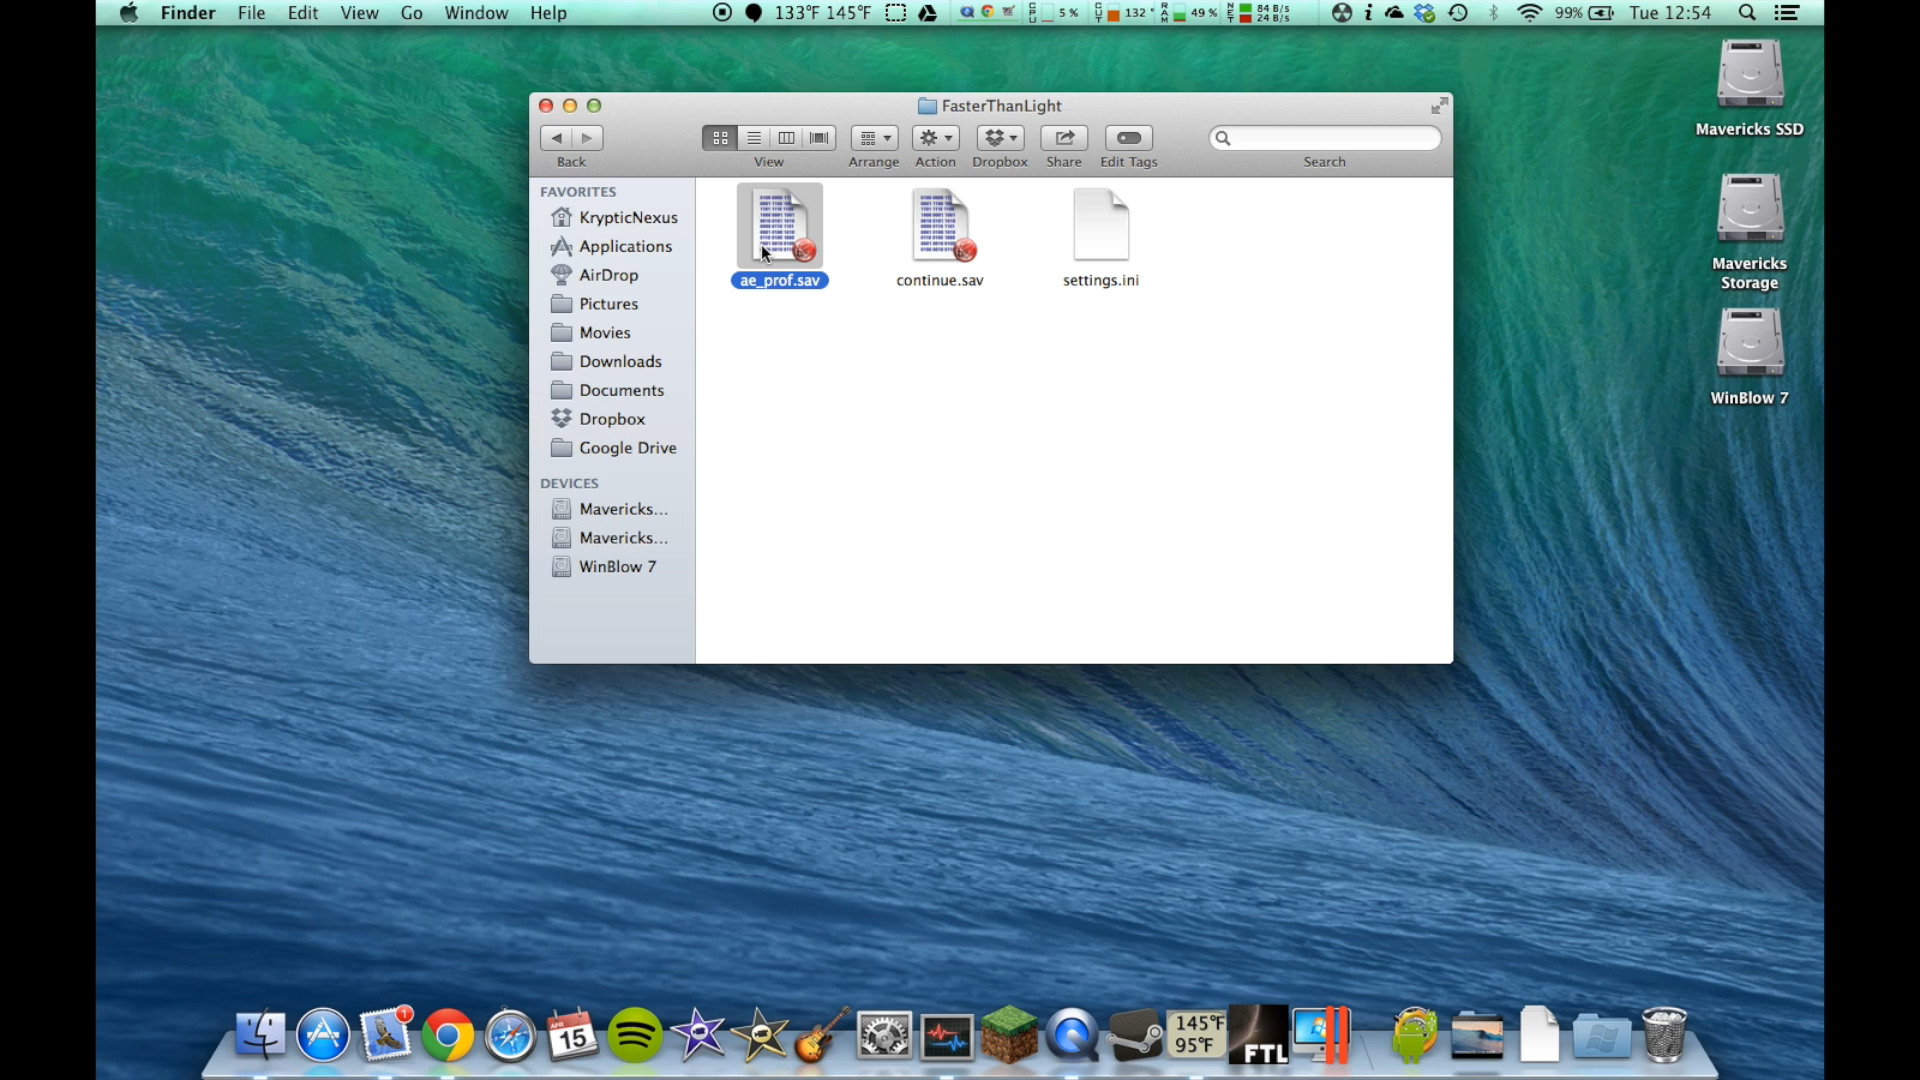 Finder File Edit View Go Window Help 133°F 145°F 5 % 132 ° 49 % 84 B/s 24 B/s 99% Tue 12:54
FasterThanLight
Back View Arrange Action Dropbox Share Edit Tags Search
FAVORITES
KrypticNexus
Applications
AirDrop
Pictures
Movies
Downloads
Documents
Dropbox
Google Drive
DEVICES
Mavericks...
Mavericks...
WinBlow 7
ae_prof.sav continue.sav settings.ini
Mavericks SSD
Mavericks
Storage
WinBlow 7
1
APR
15
145°F
95°F
FTL